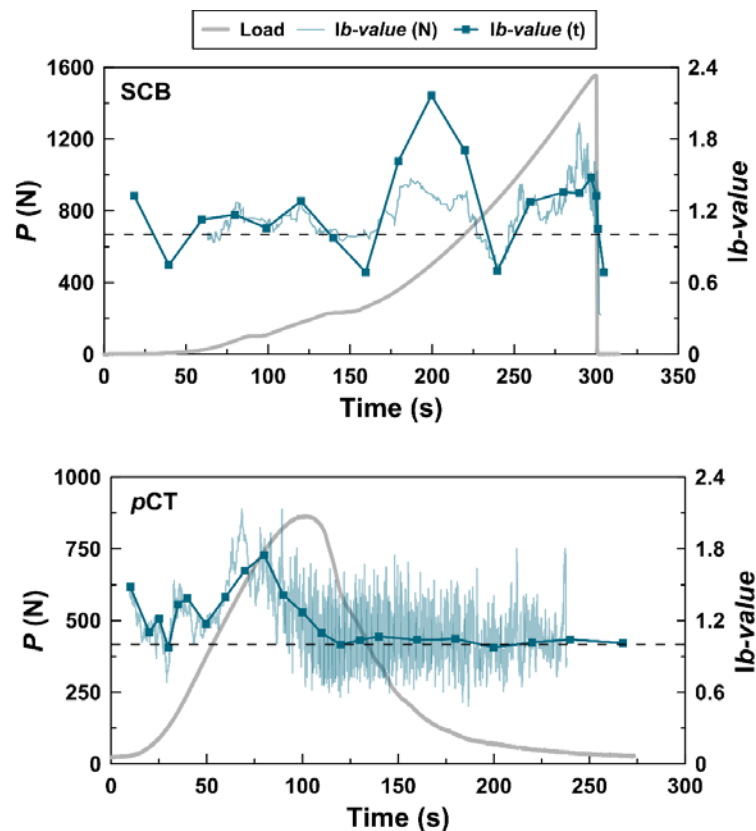 Load Ib-value (N) Ib-value (t)
SCB
1600
1200
800
400
0
P (N)
2.4
1.8
1.2
0.6
0
Ib-value
0 50 100 150 200 250 300 350
Time (s)
pCT
1000
750
500
250
0
P (N)
2.4
1.8
1.2
0.6
0
Ib-value
0 50 100 150 200 250 300
Time (s)